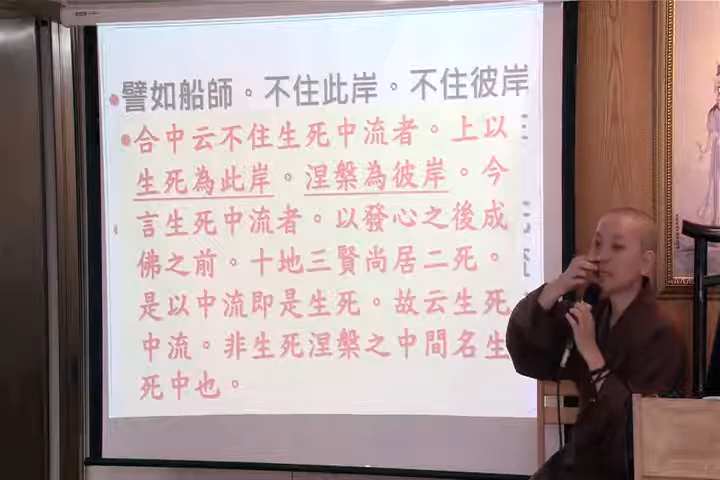 譬如船師。不住此岸。不住彼岸
合中云不住生死中流者。上以
生死為此岸。涅槃為彼岸。今
言生死中流者。以發心之後成
佛之前。十地三賢尚居二死。
是以中流即是生死。故云生死
中流。非生死涅槃之中間名生
死中也。